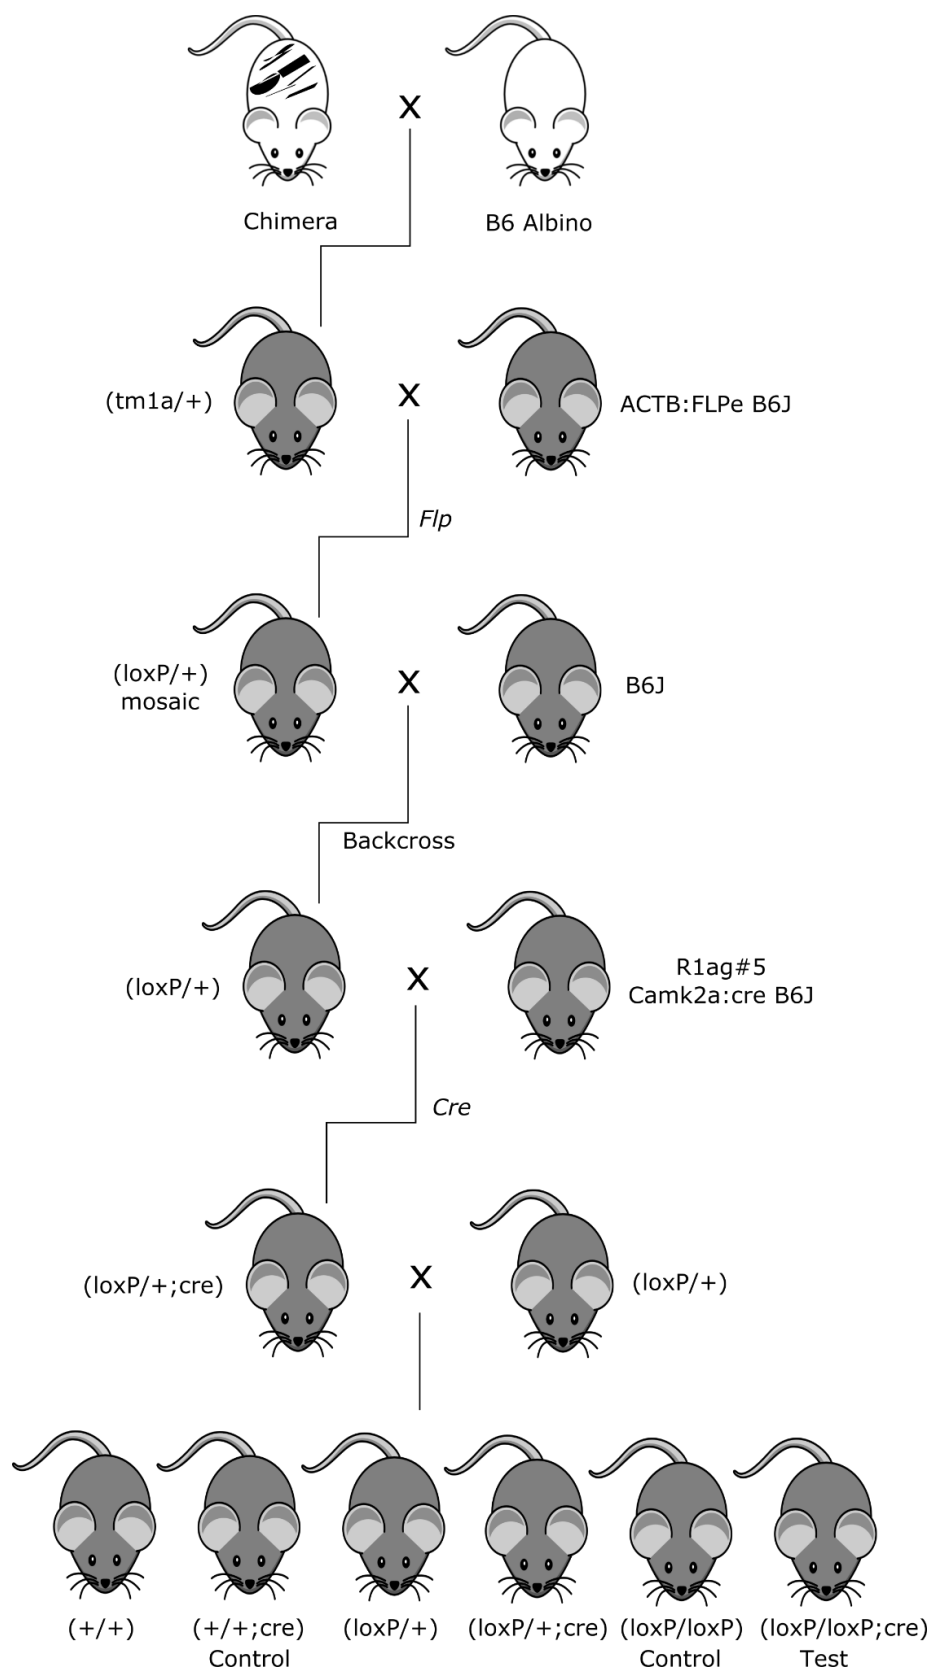 X
Chimera
B6 Albino
(tm1a/+)
X
ACTB:FLPe B6J
Flp
(loxP/+)
mosaic
X
B6J
Backcross
(loxP/+)
X
R1ag#5
Camk2a:cre B6J
Cre
(loxP/+;cre)
X
(loxP/+)
(+/+)
(+/+;cre)
Control
(loxP/+)
(loxP/+;cre)
(loxP/loxP)
Control
(loxP/loxP;cre)
Test